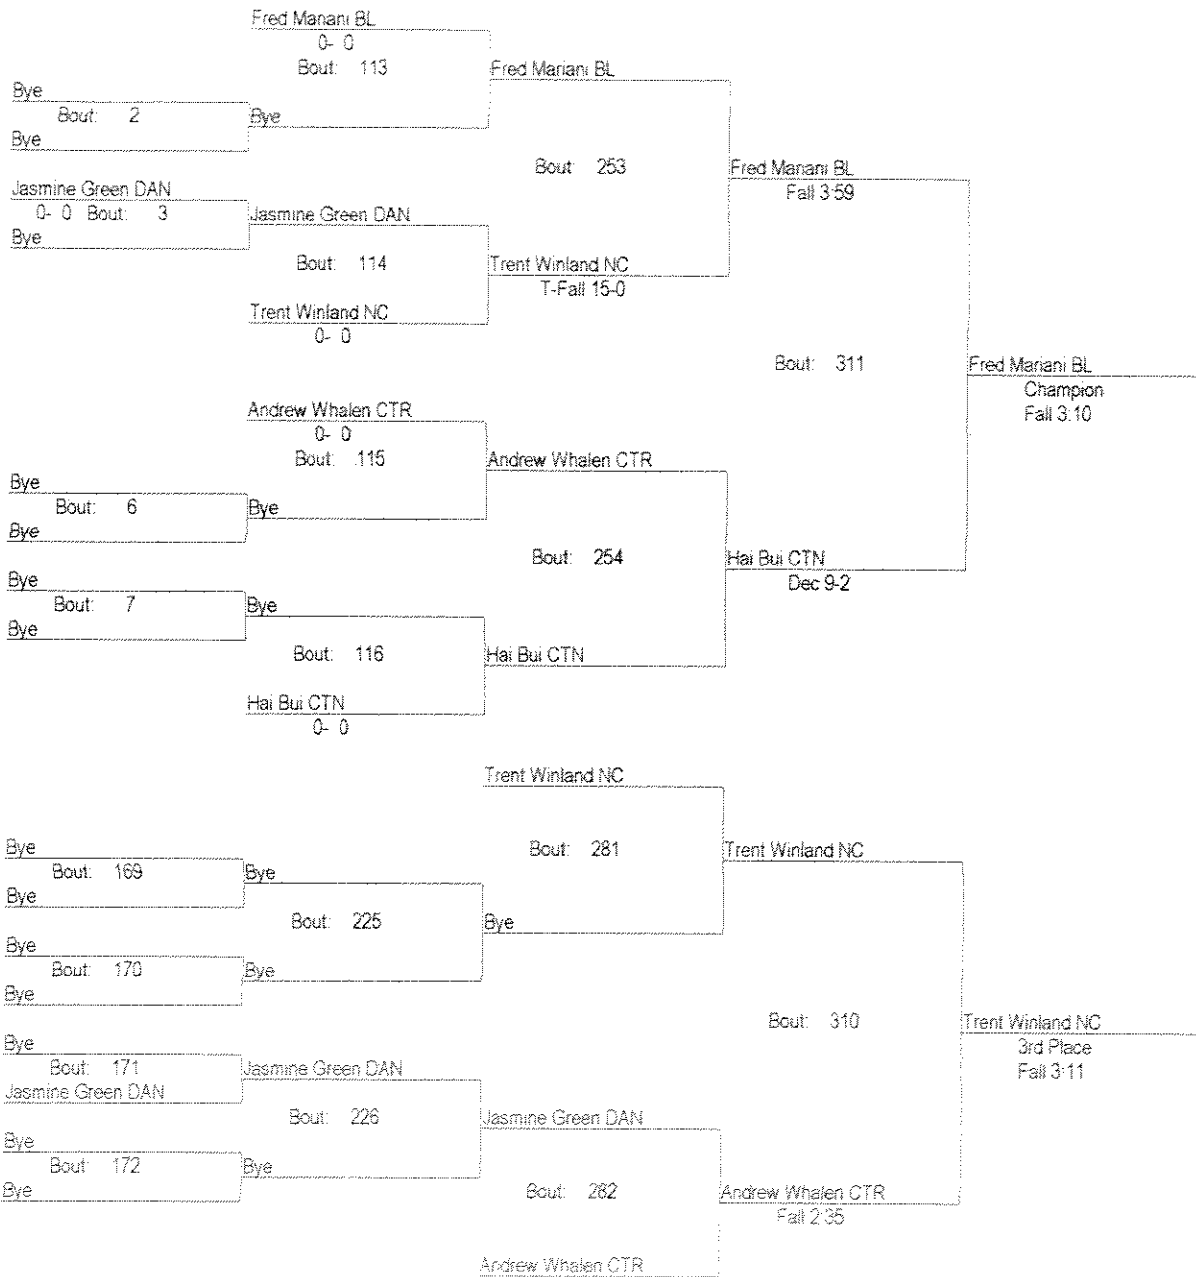 Fred Mariani BL
0- 0
Bout: 113
Fred Mariani BL
Bye
Bout: 2
Bye
Bye
Bout: 253
Fred Mariani BL
Fall 3:59
Jasmine Green DAN
0- 0 Bout: 3
Jasmine Green DAN
Bye
Bout: 114
Trent Winland NC
T-Fall 15-0
Trent Winland NC
0- 0
Bout: 311
Fred Mariani BL
Champion
Fall 3:10
Andrew Whalen CTR
0- 0
Bout: 115
Andrew Whalen CTR
Bye
Bout: 6
Bye
Bye
Bout: 254
Hai Bui CTN
Dec 9-2
Bye
Bout: 7
Bye
Bye
Bout: 116
Hai Bui CTN
Hai Bui CTN
0- 0
Trent Winland NC
Bout: 281
Trent Winland NC
Bye
Bout: 169
Bye
Bye
Bout: 225
Bye
Bye
Bout: 170
Bye
Bye
Bout: 310
Trent Winland NC
3rd Place
Fall 3:11
Bye
Bout: 171
Jasmine Green DAN
Jasmine Green DAN
Bout: 226
Jasmine Green DAN
Bye
Bout: 172
Bye
Bye
Bout: 282
Andrew Whalen CTR
Fall 2:35
Andrew Whalen CTR